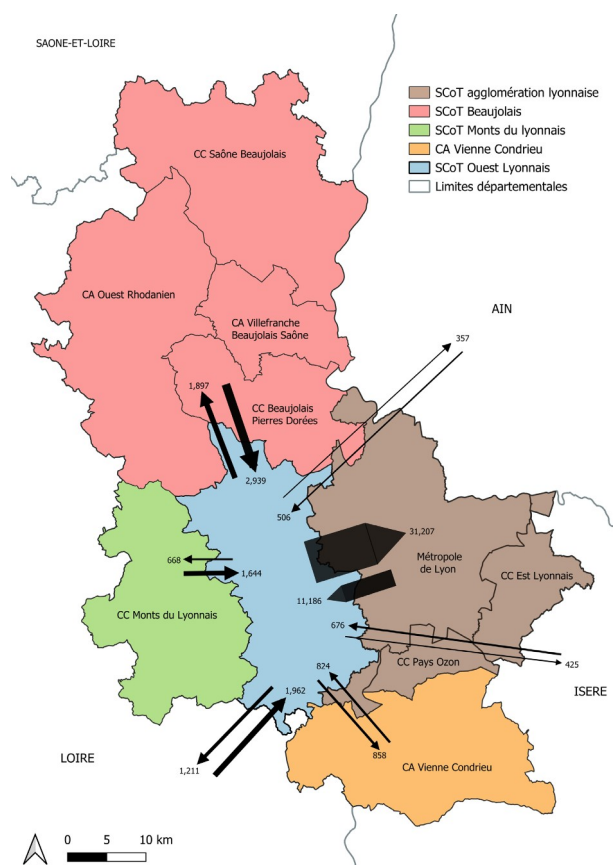 SAONE-ET-LOIRE
SCoT agglomération lyonnaise
SCoT Beaujolais
SCoT Monts du lyonnais
CA Vienne Condrieu
SCoT Ouest Lyonnais
Limites départementales
CC Saône Beaujolais
CA Ouest Rhodanien
AIN
CA Villefranche
Beaujolais Saône
357
1,897
CC Beaujolais
Pierres Dorées
2,939
506
31,207
668
Métropole
de Lyon
1,644
CC Est Lyonnais
11,186
CC Monts du Lyonnais
676
824
CC Pays Ozon
425
1,962
ISERE
LOIRE
858
1,211
CA Vienne Condrieu
0 5 10 km